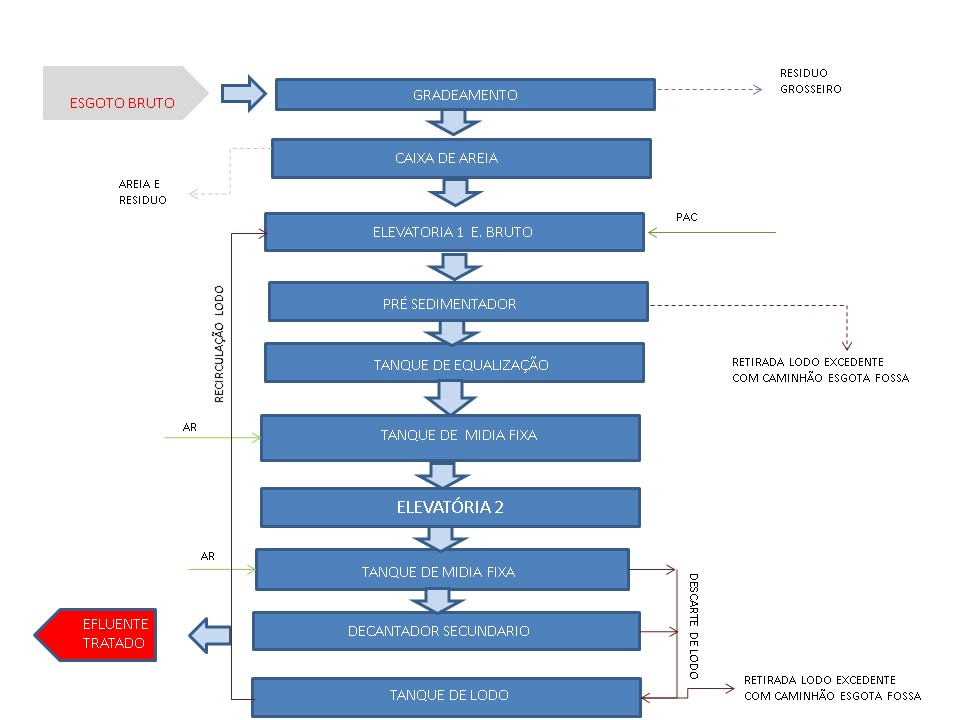 RESIDUO
GROSSEIRO
ESGOTO BRUTO
GRADEAMENTO
CAIXA DE AREIA
AREIA E
RESIDUO
PAC
ELEVATORIA 1 E. BRUTO
RECIRCULAÇÃO LODO
PRÉ SEDIMENTADOR
TANQUE DE EQUALIZAÇÃO
RETIRADA LODO EXCEDENTE
COM CAMINHÃO ESGOTA FOSSA
AR
TANQUE DE MIDIA FIXA
ELEVATÓRIA 2
AR
TANQUE DE MIDIA FIXA
DESCARTE DE LODO
EFLUENTE
TRATADO
DECANTADOR SECUNDARIO
TANQUE DE LODO
RETIRADA LODO EXCEDENTE
COM CAMINHÃO ESGOTA FOSSA